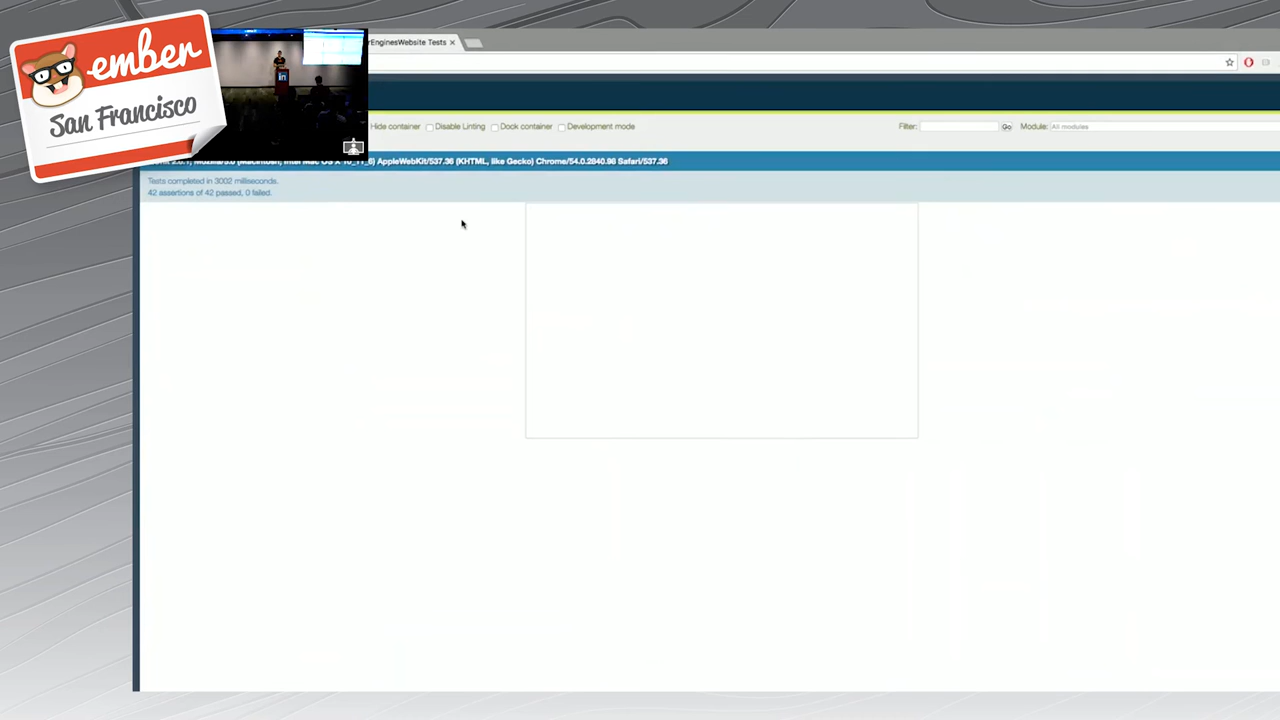 ember
San Francisco
in
rEnginesWebsite Tests
Hide container Disable Linting Dock container Development mode
Filter: Go Module: All modules
AppleWebKit/537.36 (KHTML, like Gecko) Chrome/54.0.2840.98 Safari/537.36
Tests completed in 3002 milliseconds.
42 assertions of 42 passed, 0 failed.